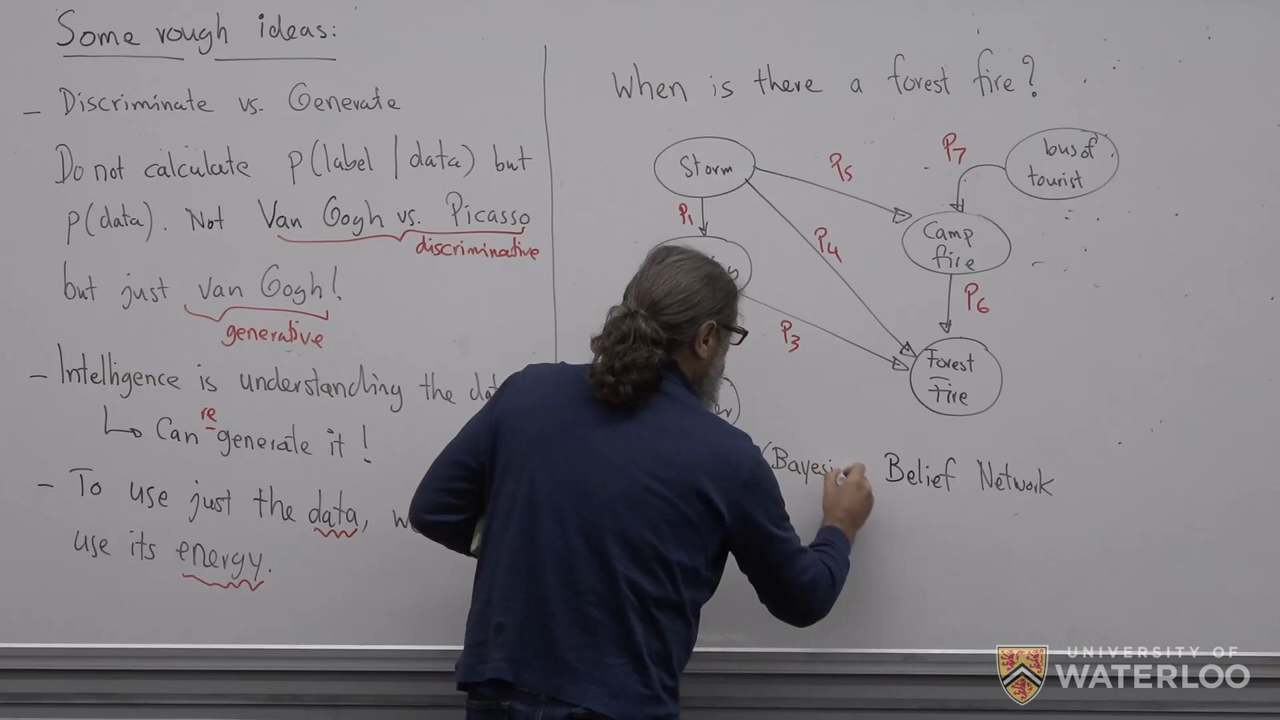 Some rough ideas:
– Discriminate vs. Generate
Do not calculate p(label | data) but
p(data). Not Van Gogh vs. Picasso
discriminative
but just van Gogh!
generative
– Intelligence is understanding the
↳ Can re generate it!
– To use just the data,
use its energy.
When is there a forest fire?
Storm
P1
P5
P4
P7
bus of
tourist
Camp
fire
P6
P3
Forest
Fire
Belief Network
UNIVERSITY OF
WATERLOO